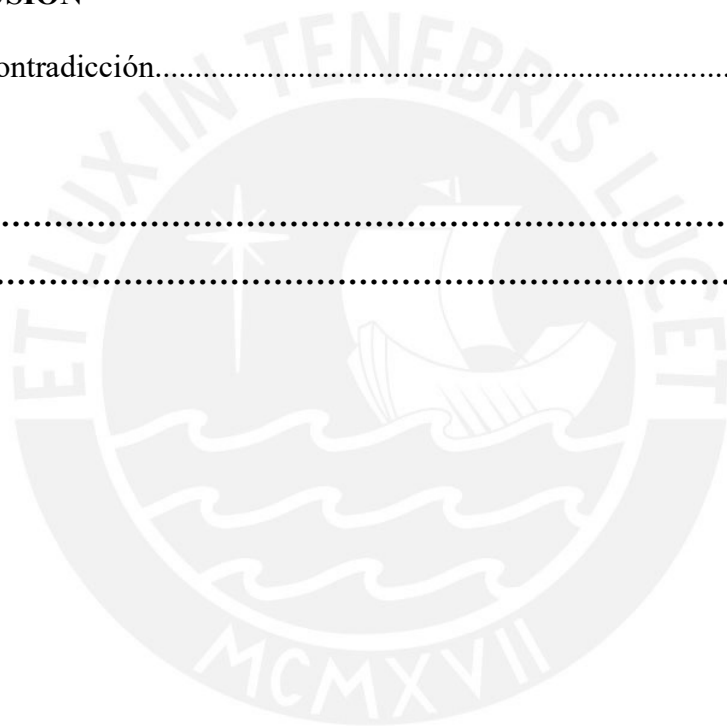 ontradicción........................................................................
........................................................................
........................................................................
ET LUX IN TENEBRIS LUCET
MCMXVII